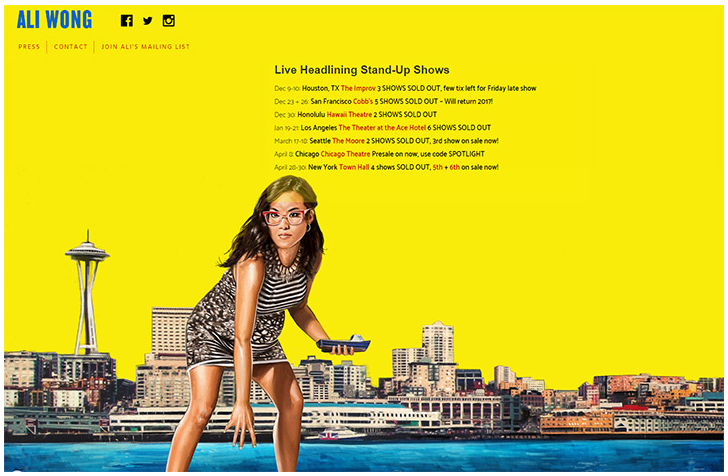 ALI WONG
PRESS CONTACT JOIN ALI'S MAILING LIST
Live Headlining Stand-Up Shows
Dec 9-10: Houston, TX The Improv 3 SHOWS SOLD OUT, few tix left for Friday late show
Dec 23 + 26: San Francisco Cobb's 5 SHOWS SOLD OUT – Will return 2017!
Dec 30: Honolulu Hawaii Theatre 2 SHOWS SOLD OUT
Jan 19-21: Los Angeles The Theater at the Ace Hotel 6 SHOWS SOLD OUT
March 17-18: Seattle The Moore 2 SHOWS SOLD OUT, 3rd show on sale now!
April 8: Chicago Chicago Theatre Presale on now, use code SPOTLIGHT
April 28-30: New York Town Hall 4 shows SOLD OUT, 5th + 6th on sale now!